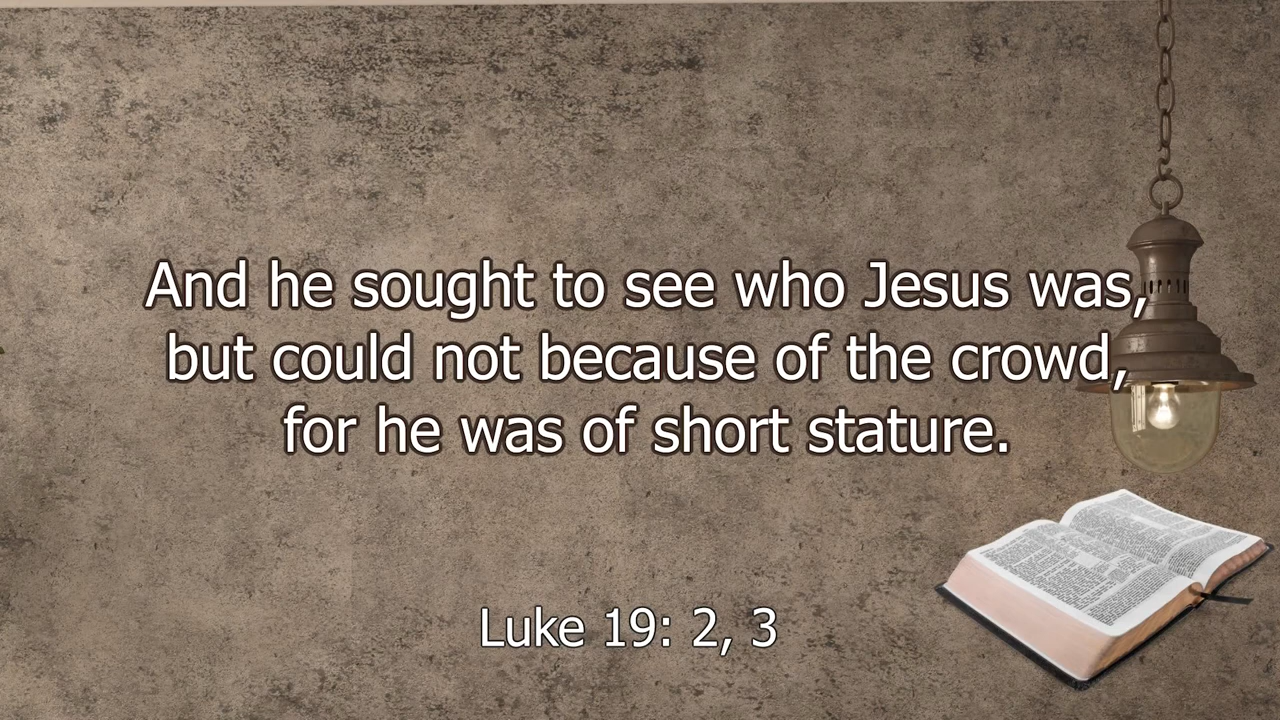 And he sought to see who Jesus was,
but could not because of the crowd,
for he was of short stature.
Luke 19: 2, 3